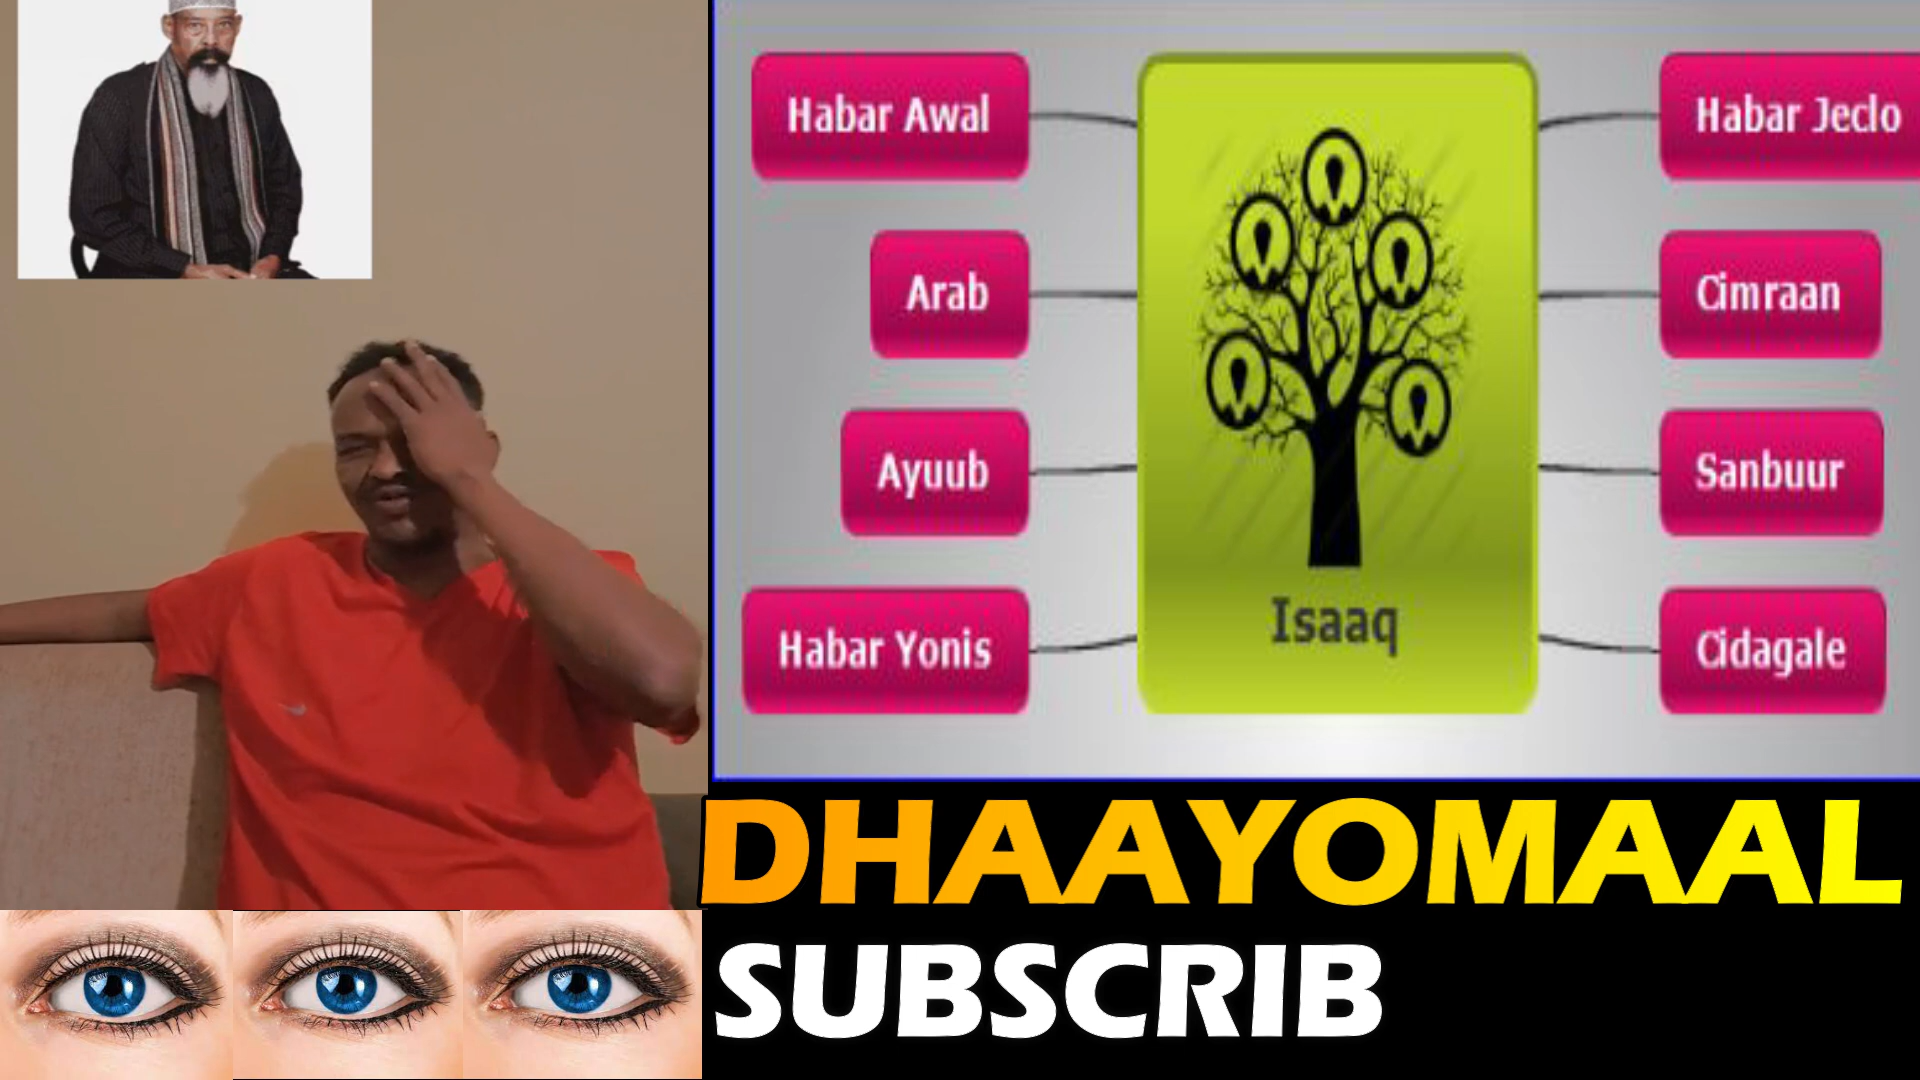 Habar Awal
Habar Jeclo
Arab
Cimraan
Ayuub
Sanbuur
Habar Yonis
Cidagale
Isaaq
DHAAYOMAAL
SUBSCRIB